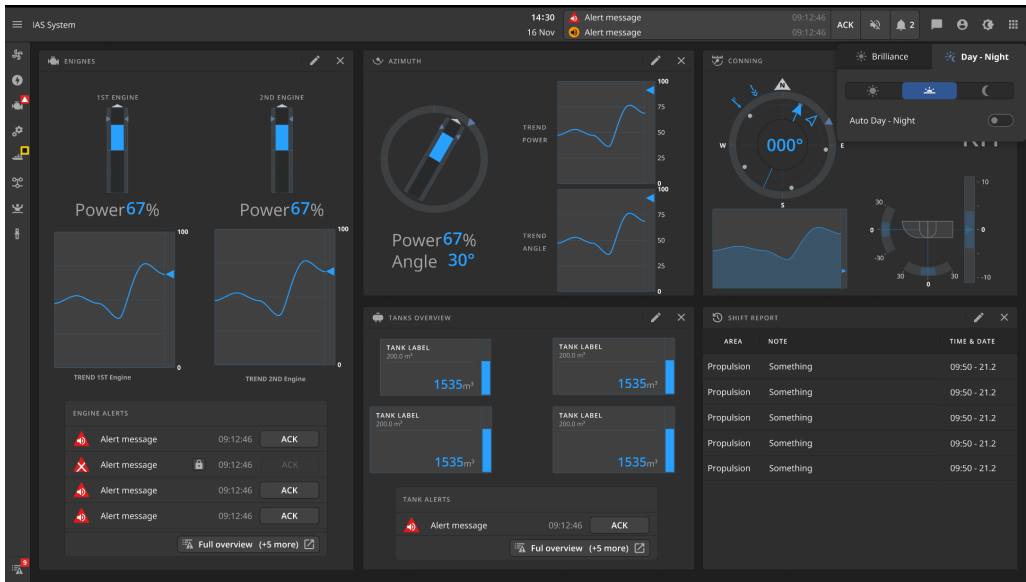 IAS System
14:30
16 Nov
Alert message 09:12:46
Alert message 09:12:46
ACK
2
Brilliance
Day - Night
Auto Day - Night
9
ENIGNES
1ST ENGINE
2ND ENGINE
Power67%
Power67%
100
0
100
0
TREND 1ST Engine
TREND 2ND Engine
ENGINE ALERTS
Alert message 09:12:46 ACK
Alert message 09:12:46 ACK
Alert message 09:12:46 ACK
Alert message 09:12:46 ACK
Full overview (+5 more)
AZIMUTH
Power67%
Angle 30°
TREND
POWER
100
75
50
25
0
TREND
ANGLE
100
75
50
25
0
CONNING
N
W
E
S
000°
30
0
-30
30
0
30
10
0
-10
TANKS OVERVIEW
TANK LABEL
200.0 m³
1535m³
TANK LABEL
200.0 m³
1535m³
TANK LABEL
200.0 m³
1535m³
TANK LABEL
200.0 m³
1535m³
TANK ALERTS
Alert message 09:12:46 ACK
Ful overview (+5 more)
SHIFT REPORT
AREA NOTE TIME & DATE
Propulsion Something 09:50 - 21.2
Propulsion Something 09:50 - 21.2
Propulsion Something 09:50 - 21.2
Propulsion Something 09:50 - 21.2
Propulsion Something 09:50 - 21.2